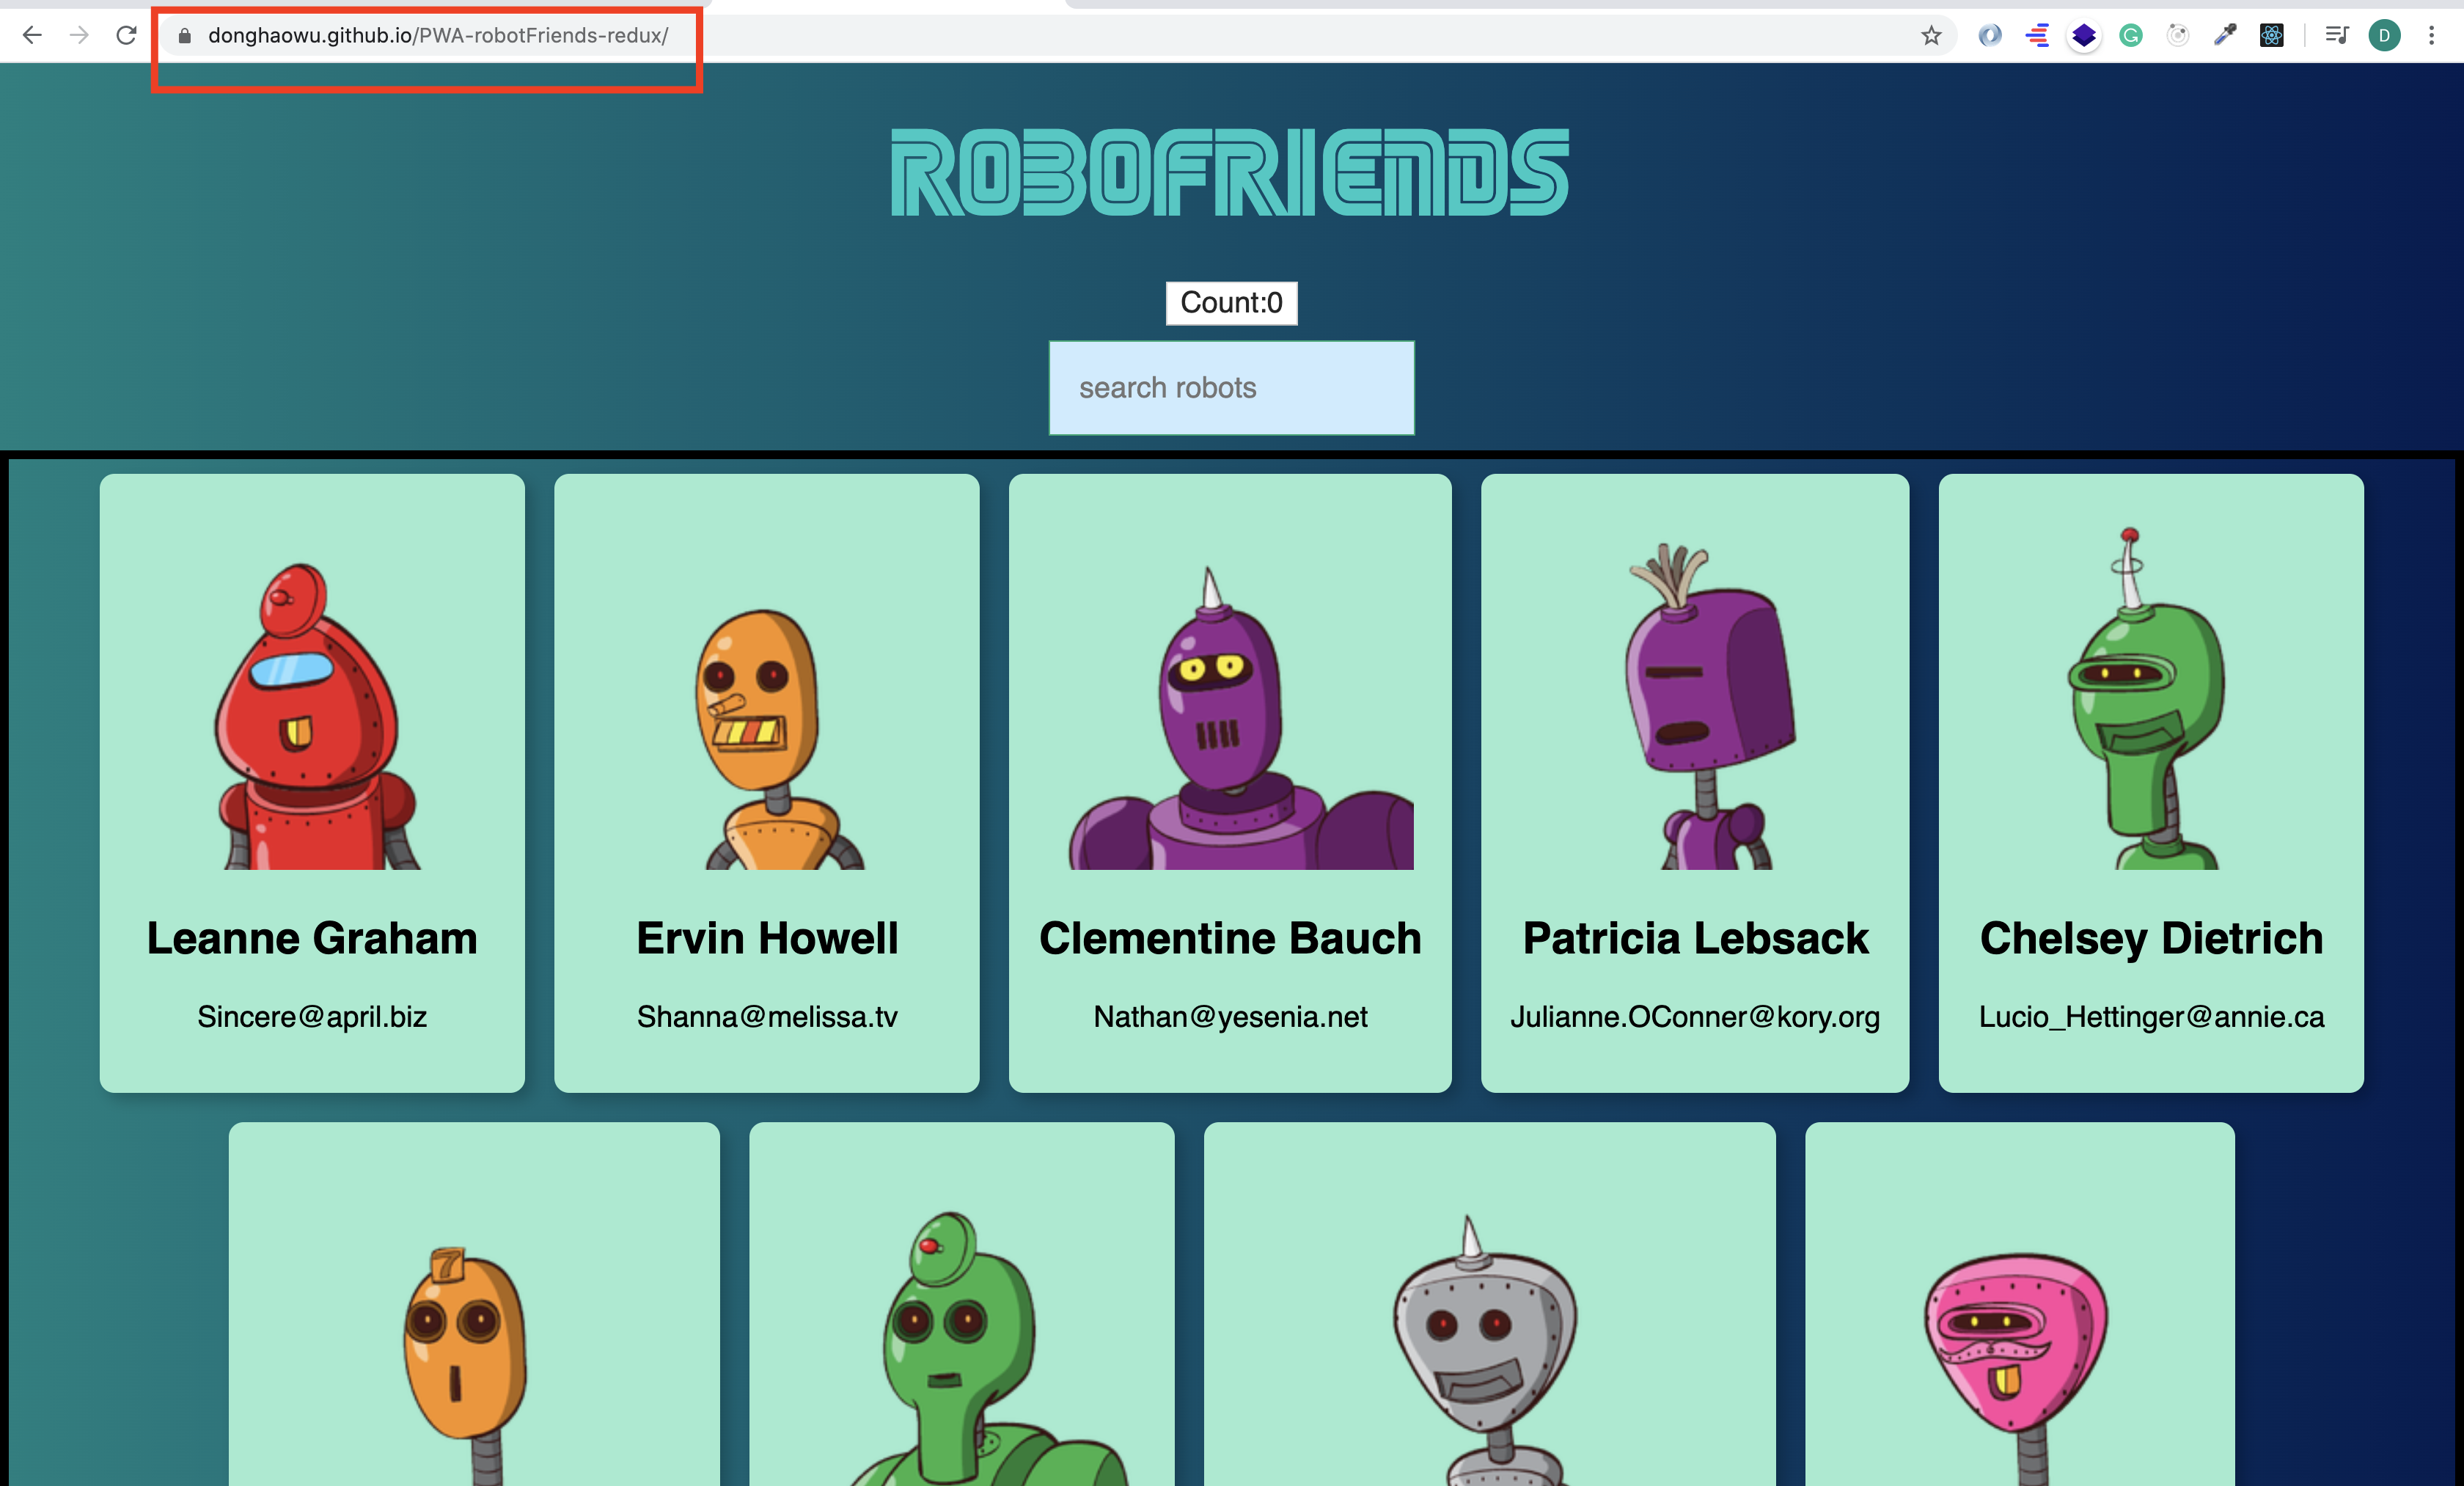 donghaowu.github.io/PWA-robotFriends-redux/
D
ROBOFRIENDS
Count:0
search robots
Leanne Graham
Ervin Howell
Clementine Bauch
Patricia Lebsack
Chelsey Dietrich
Sincere@april.biz
Shanna@melissa.tv
Nathan@yesenia.net
Julianne.OConner@kory.org
Lucio_Hettinger@annie.ca
7